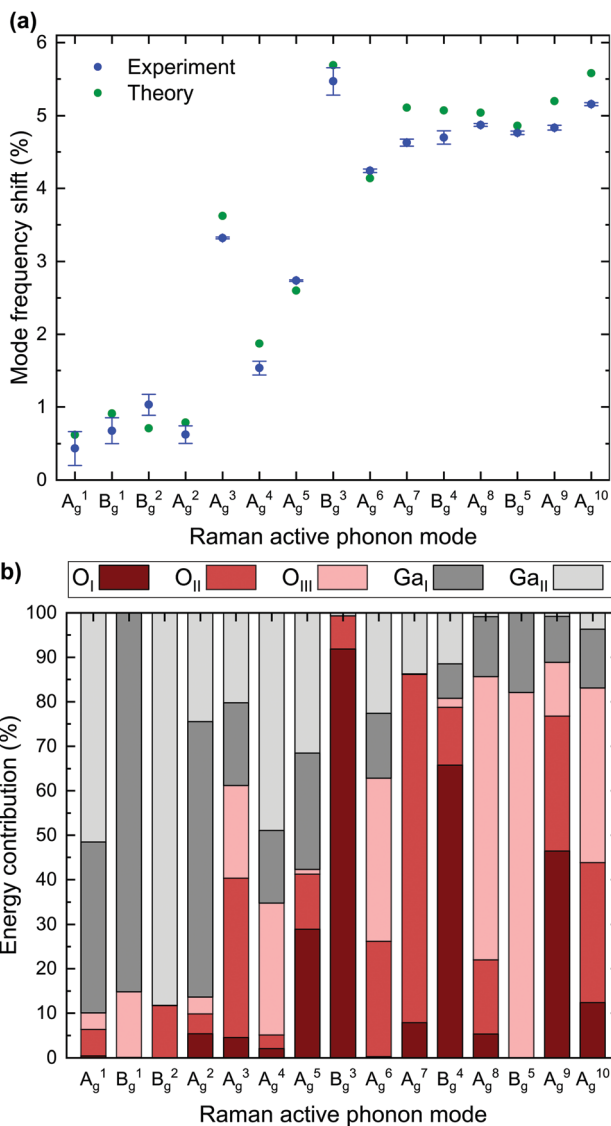 (a)
6
5
4
3
2
1
0
Mode frequency shift (%)
Experiment
Theory
A_g^1 B_g^1 B_g^2 A_g^2 A_g^3 A_g^4 A_g^5 B_g^3 A_g^6 A_g^7 B_g^4 A_g^8 B_g^5 A_g^9 A_g^10
Raman active phonon mode
b)
O_I O_II O_III Ga_I Ga_II
100
90
80
70
60
50
40
30
20
10
0
Energy contribution (%)
A_g^1 B_g^1 B_g^2 A_g^2 A_g^3 A_g^4 A_g^5 B_g^3 A_g^6 A_g^7 B_g^4 A_g^8 B_g^5 A_g^9 A_g^10
Raman active phonon mode